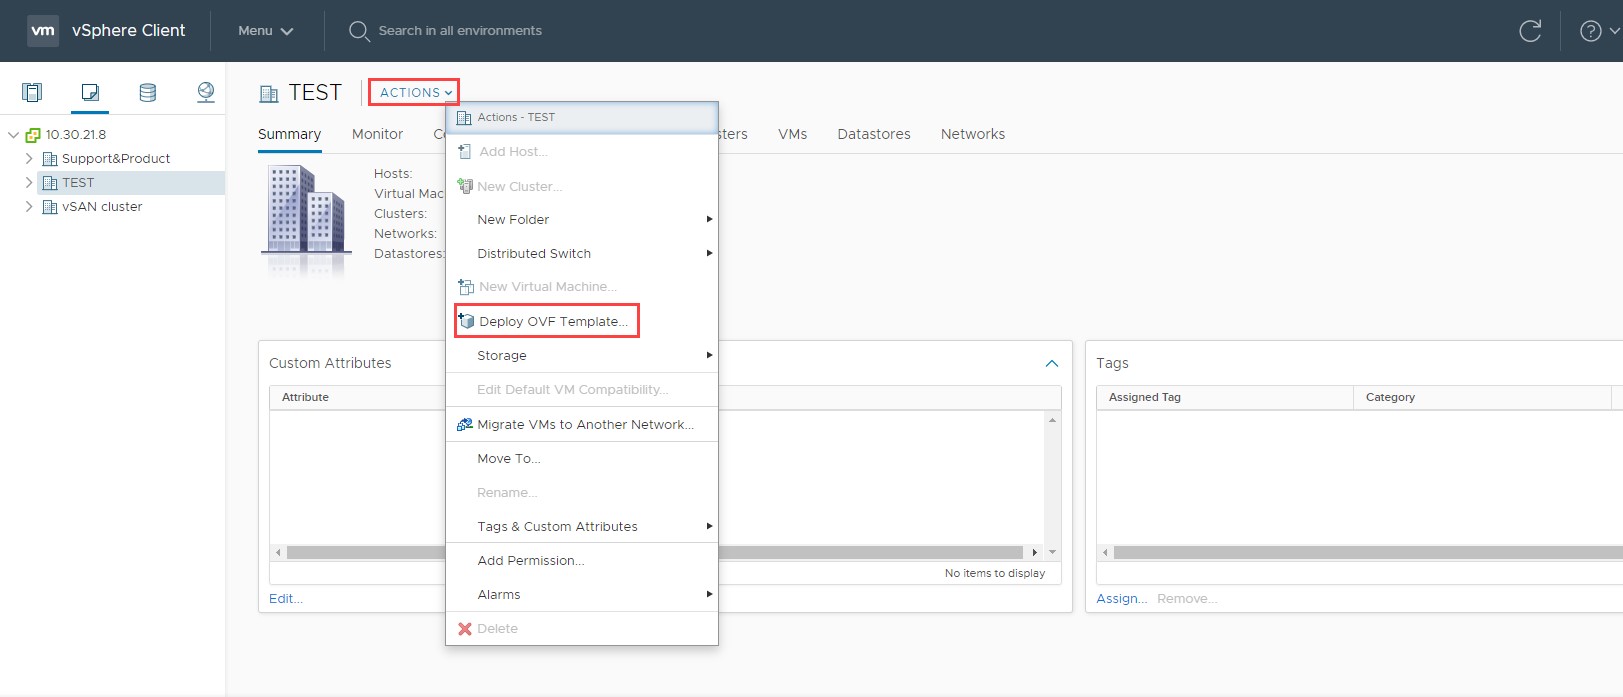 vm vSphere Client Menu Search in all environments
TEST ACTIONS
10.30.21.8
Support&Product
TEST
vSAN cluster
Summary Monitor VMs Datastores Networks
Hosts:
Virtual Mac
Clusters:
Networks:
Datastores:
Actions - TEST
Add Host...
New Cluster...
New Folder
Distributed Switch
New Virtual Machine...
Deploy OVF Template...
Storage
Edit Default VM Compatibility...
Migrate VMs to Another Network...
Move To...
Rename...
Tags & Custom Attributes
Add Permission...
Alarms
Delete
Custom Attributes
Attribute
No items to display
Edit...
Tags
Assigned Tag Category
Assign... Remove...